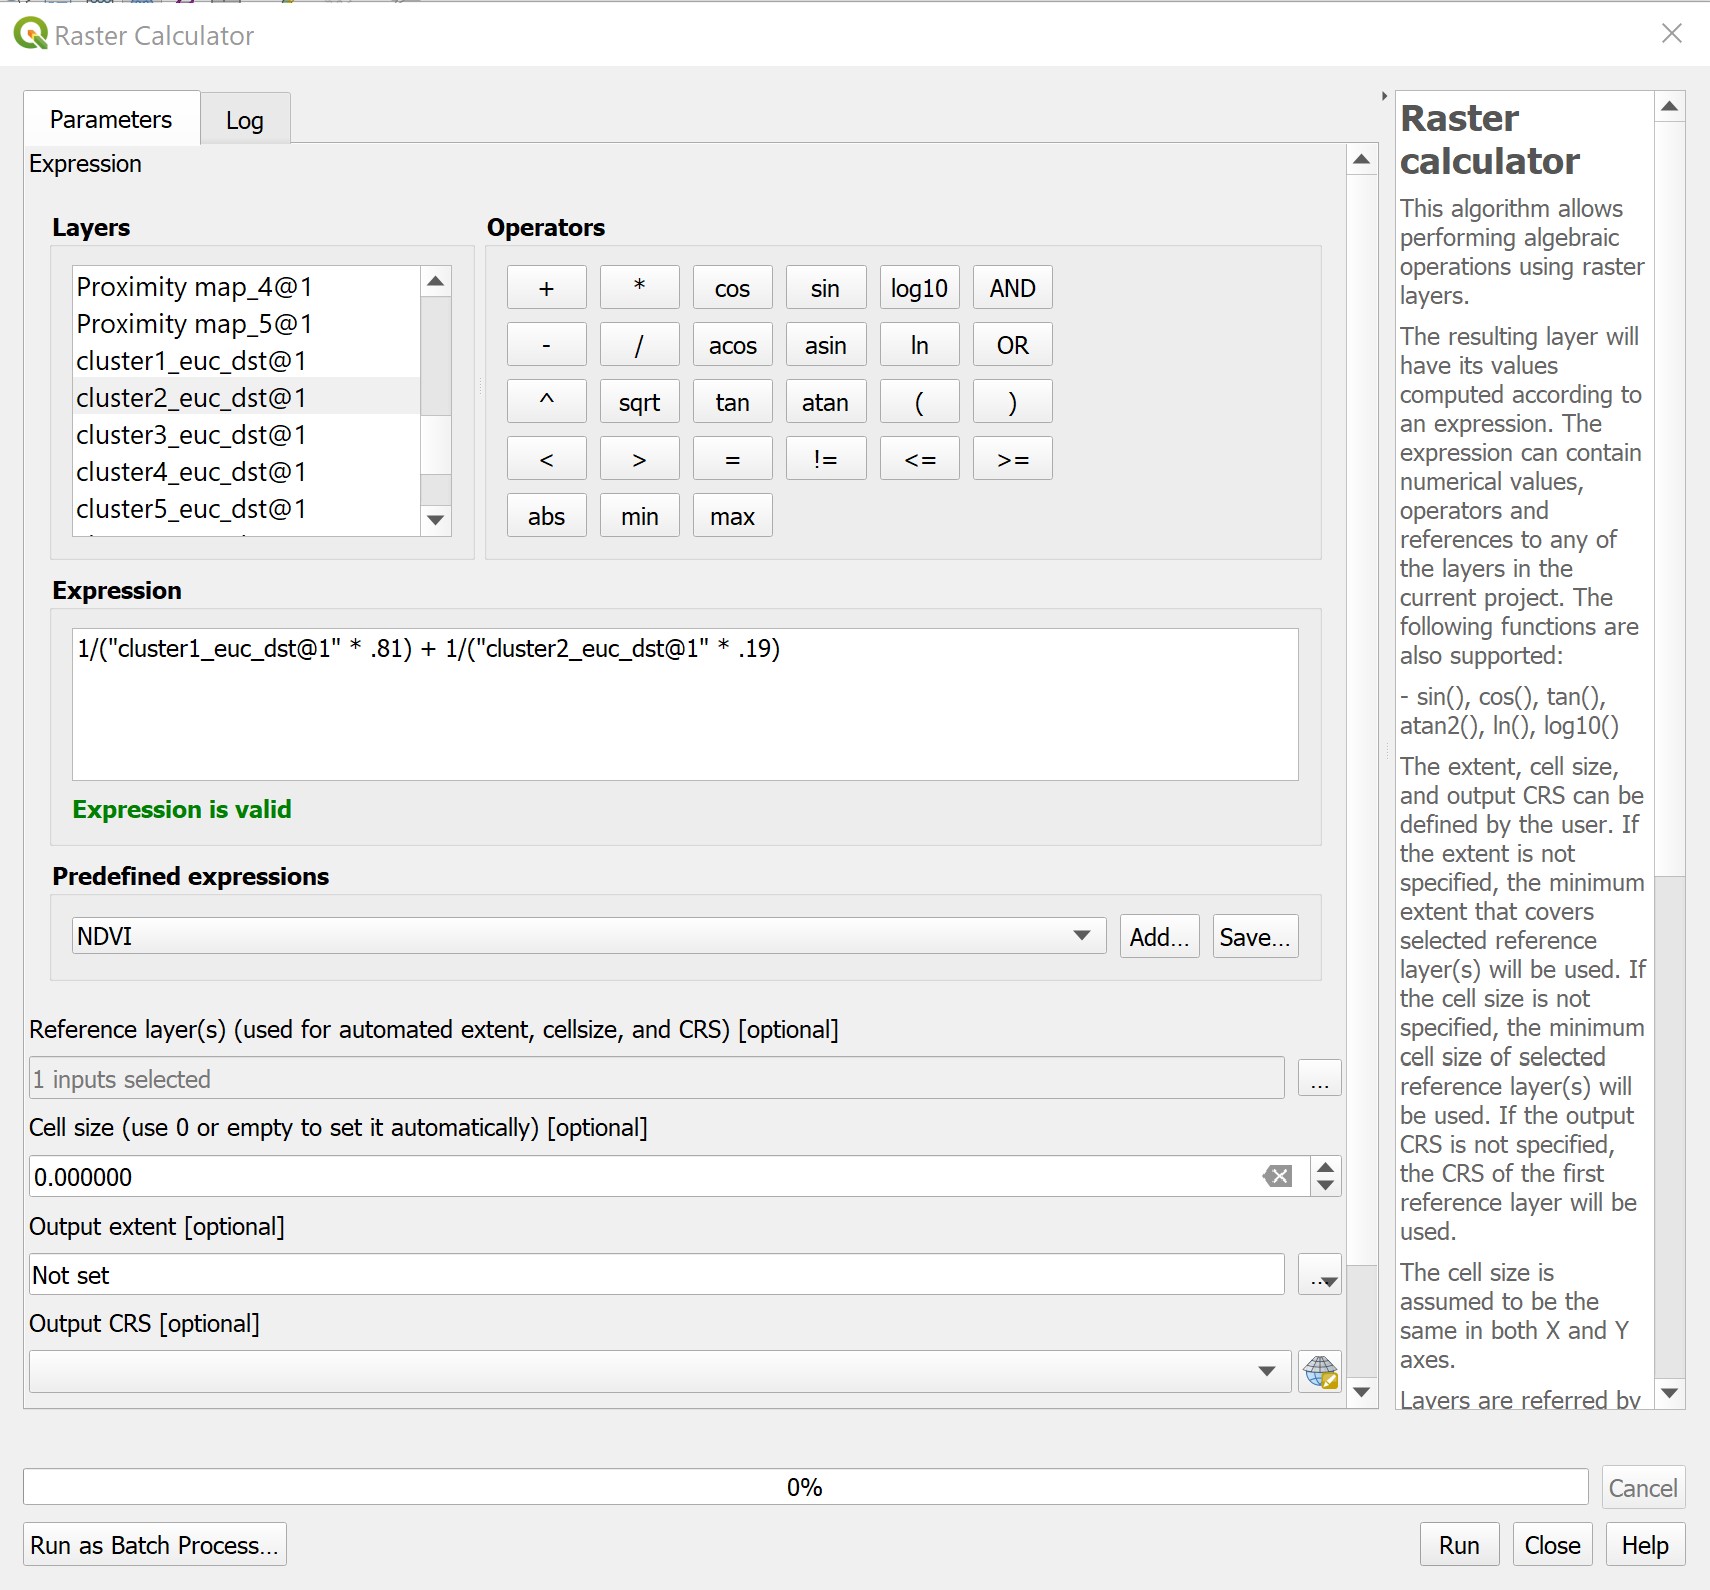 Raster Calculator
Parameters
Log
Expression
Layers
Operators
Proximity map_4@1
Proximity map_5@1
cluster1_euc_dst@1
cluster2_euc_dst@1
cluster3_euc_dst@1
cluster4_euc_dst@1
cluster5_euc_dst@1
+ * cos sin log10 AND
- / acos asin ln OR
^ sqrt tan atan ( )
< > = != <= >=
abs min max
Expression
1/("cluster1_euc_dst@1" * .81) + 1/("cluster2_euc_dst@1" * .19)
Expression is valid
Predefined expressions
NDVI
Add...
Save...
Reference layer(s) (used for automated extent, cellsize, and CRS) [optional]
1 inputs selected
...
Cell size (use 0 or empty to set it automatically) [optional]
0.000000
Output extent [optional]
Not set
...
Output CRS [optional]
Raster
calculator
This algorithm allows
performing algebraic
operations using raster
layers.
The resulting layer will
have its values
computed according to
an expression. The
expression can contain
numerical values,
operators and
references to any of
the layers in the
current project. The
following functions are
also supported:
- sin(), cos(), tan(),
atan2(), ln(), log10()
The extent, cell size,
and output CRS can be
defined by the user. If
the extent is not
specified, the minimum
extent that covers
selected reference
layer(s) will be used. If
the cell size is not
specified, the minimum
cell size of selected
reference layer(s) will
be used. If the output
CRS is not specified,
the CRS of the first
reference layer will be
used.
The cell size is
assumed to be the
same in both X and Y
axes.
Layers are referred by
0%
Cancel
Run as Batch Process...
Run
Close
Help